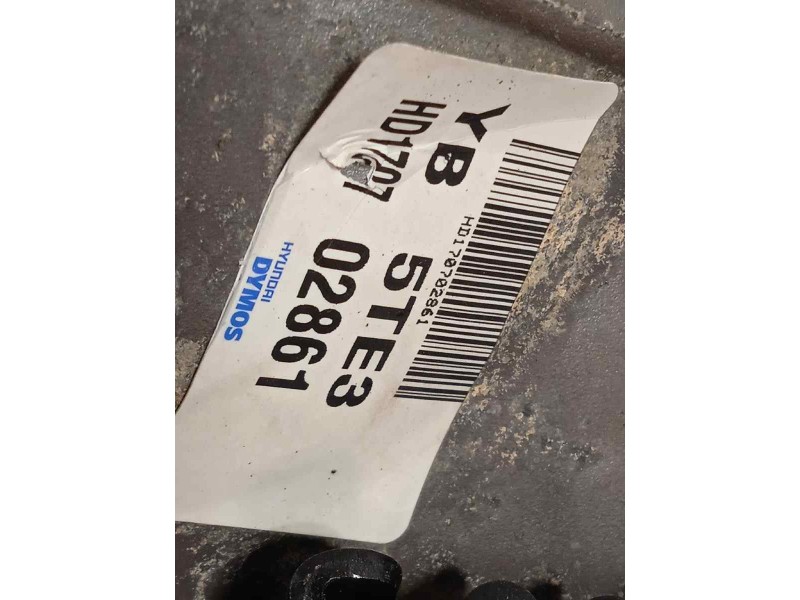 HD170702861
YB 5TE3
HD1707 02861
HYUNDAI
DYMOS